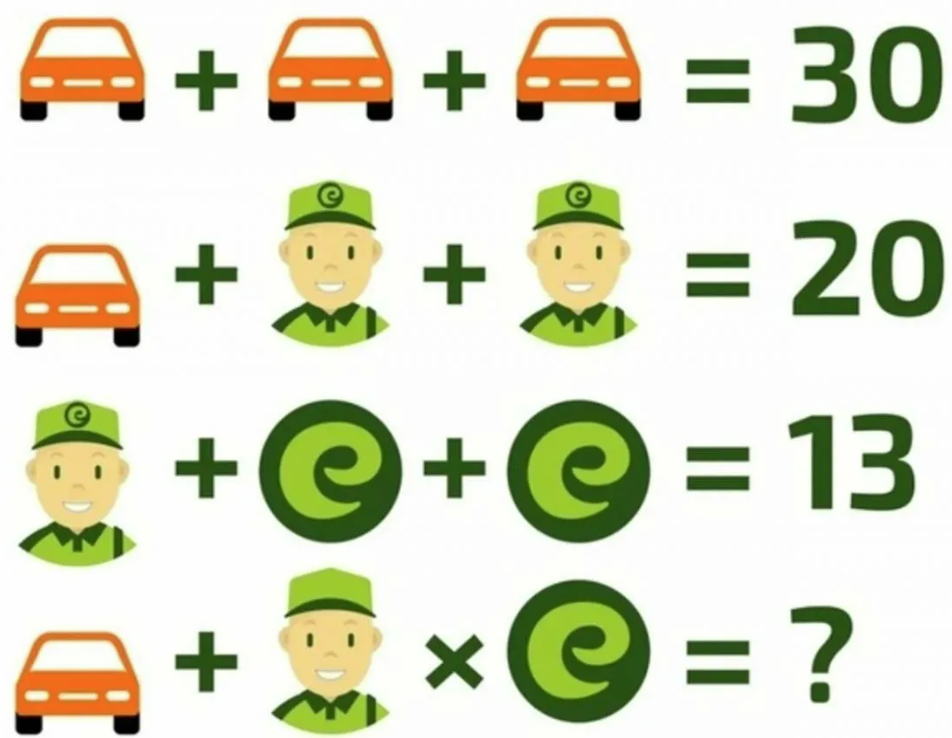 + + = 30
+ + = 20
+ + = 13
+ × = ?